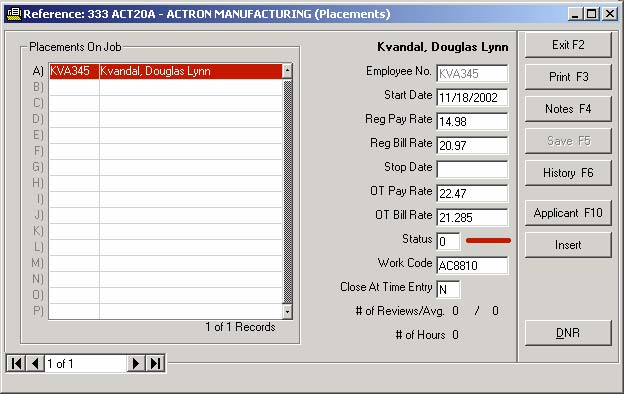 Reference: 333 ACT20A - ACTRON MANUFACTURING (Placements)
Placements On Job
A) KVA345 Kvandal, Douglas Lynn
B)
C)
D)
E)
F)
G)
H)
I)
J)
K)
L)
M)
N)
O)
P)
1 of 1 Records
1 of 1
Kvandal, Douglas Lynn
Employee No. KVA345
Start Date 11/18/2002
Reg Pay Rate 14.98
Reg Bill Rate 20.97
Stop Date
OT Pay Rate 22.47
OT Bill Rate 21.285
Status 0
Work Code AC8810
Close At Time Entry N
# of Reviews/Avg. 0 / 0
# of Hours 0
Exit F2
Print F3
Notes F4
Save F5
History F6
Applicant F10
Insert
DNR